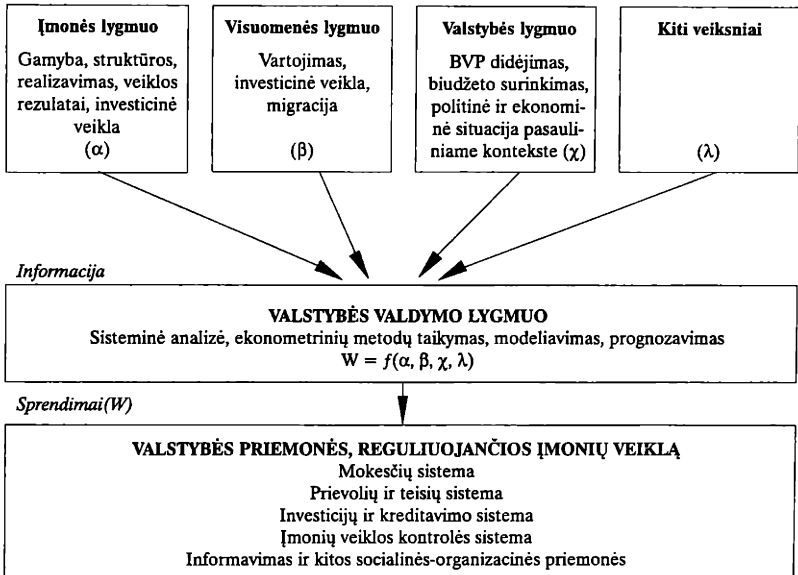 Įmonės lygmuo
Gamyba, struktūros,
realizavimas, veiklos
rezulatai, investicinė
veikla
(α)
Visuomenės lygmuo
Vartojimas,
investicinė veikla,
migracija
(β)
Valstybės lygmuo
BVP didėjimas,
biudžeto surinkimas,
politinė ir ekonomi-
nė situacija pasauli-
niame kontekste (χ)
Kiti veiksniai
(λ)
Informacija
VALSTYBĖS VALDYMO LYGMUO
Sisteminė analizė, ekonometrinių metodų taikymas, modeliavimas, prognozavimas
W = f(α, β, χ, λ)
Sprendimai(W)
VALSTYBĖS PRIEMONĖS, REGULIUOJANČIOS ĮMONIŲ VEIKLĄ
Mokesčių sistema
Prievolių ir teisių sistema
Investicijų ir kreditavimo sistema
Įmonių veiklos kontrolės sistema
Informavimas ir kitos socialinės-organizacinės priemonės